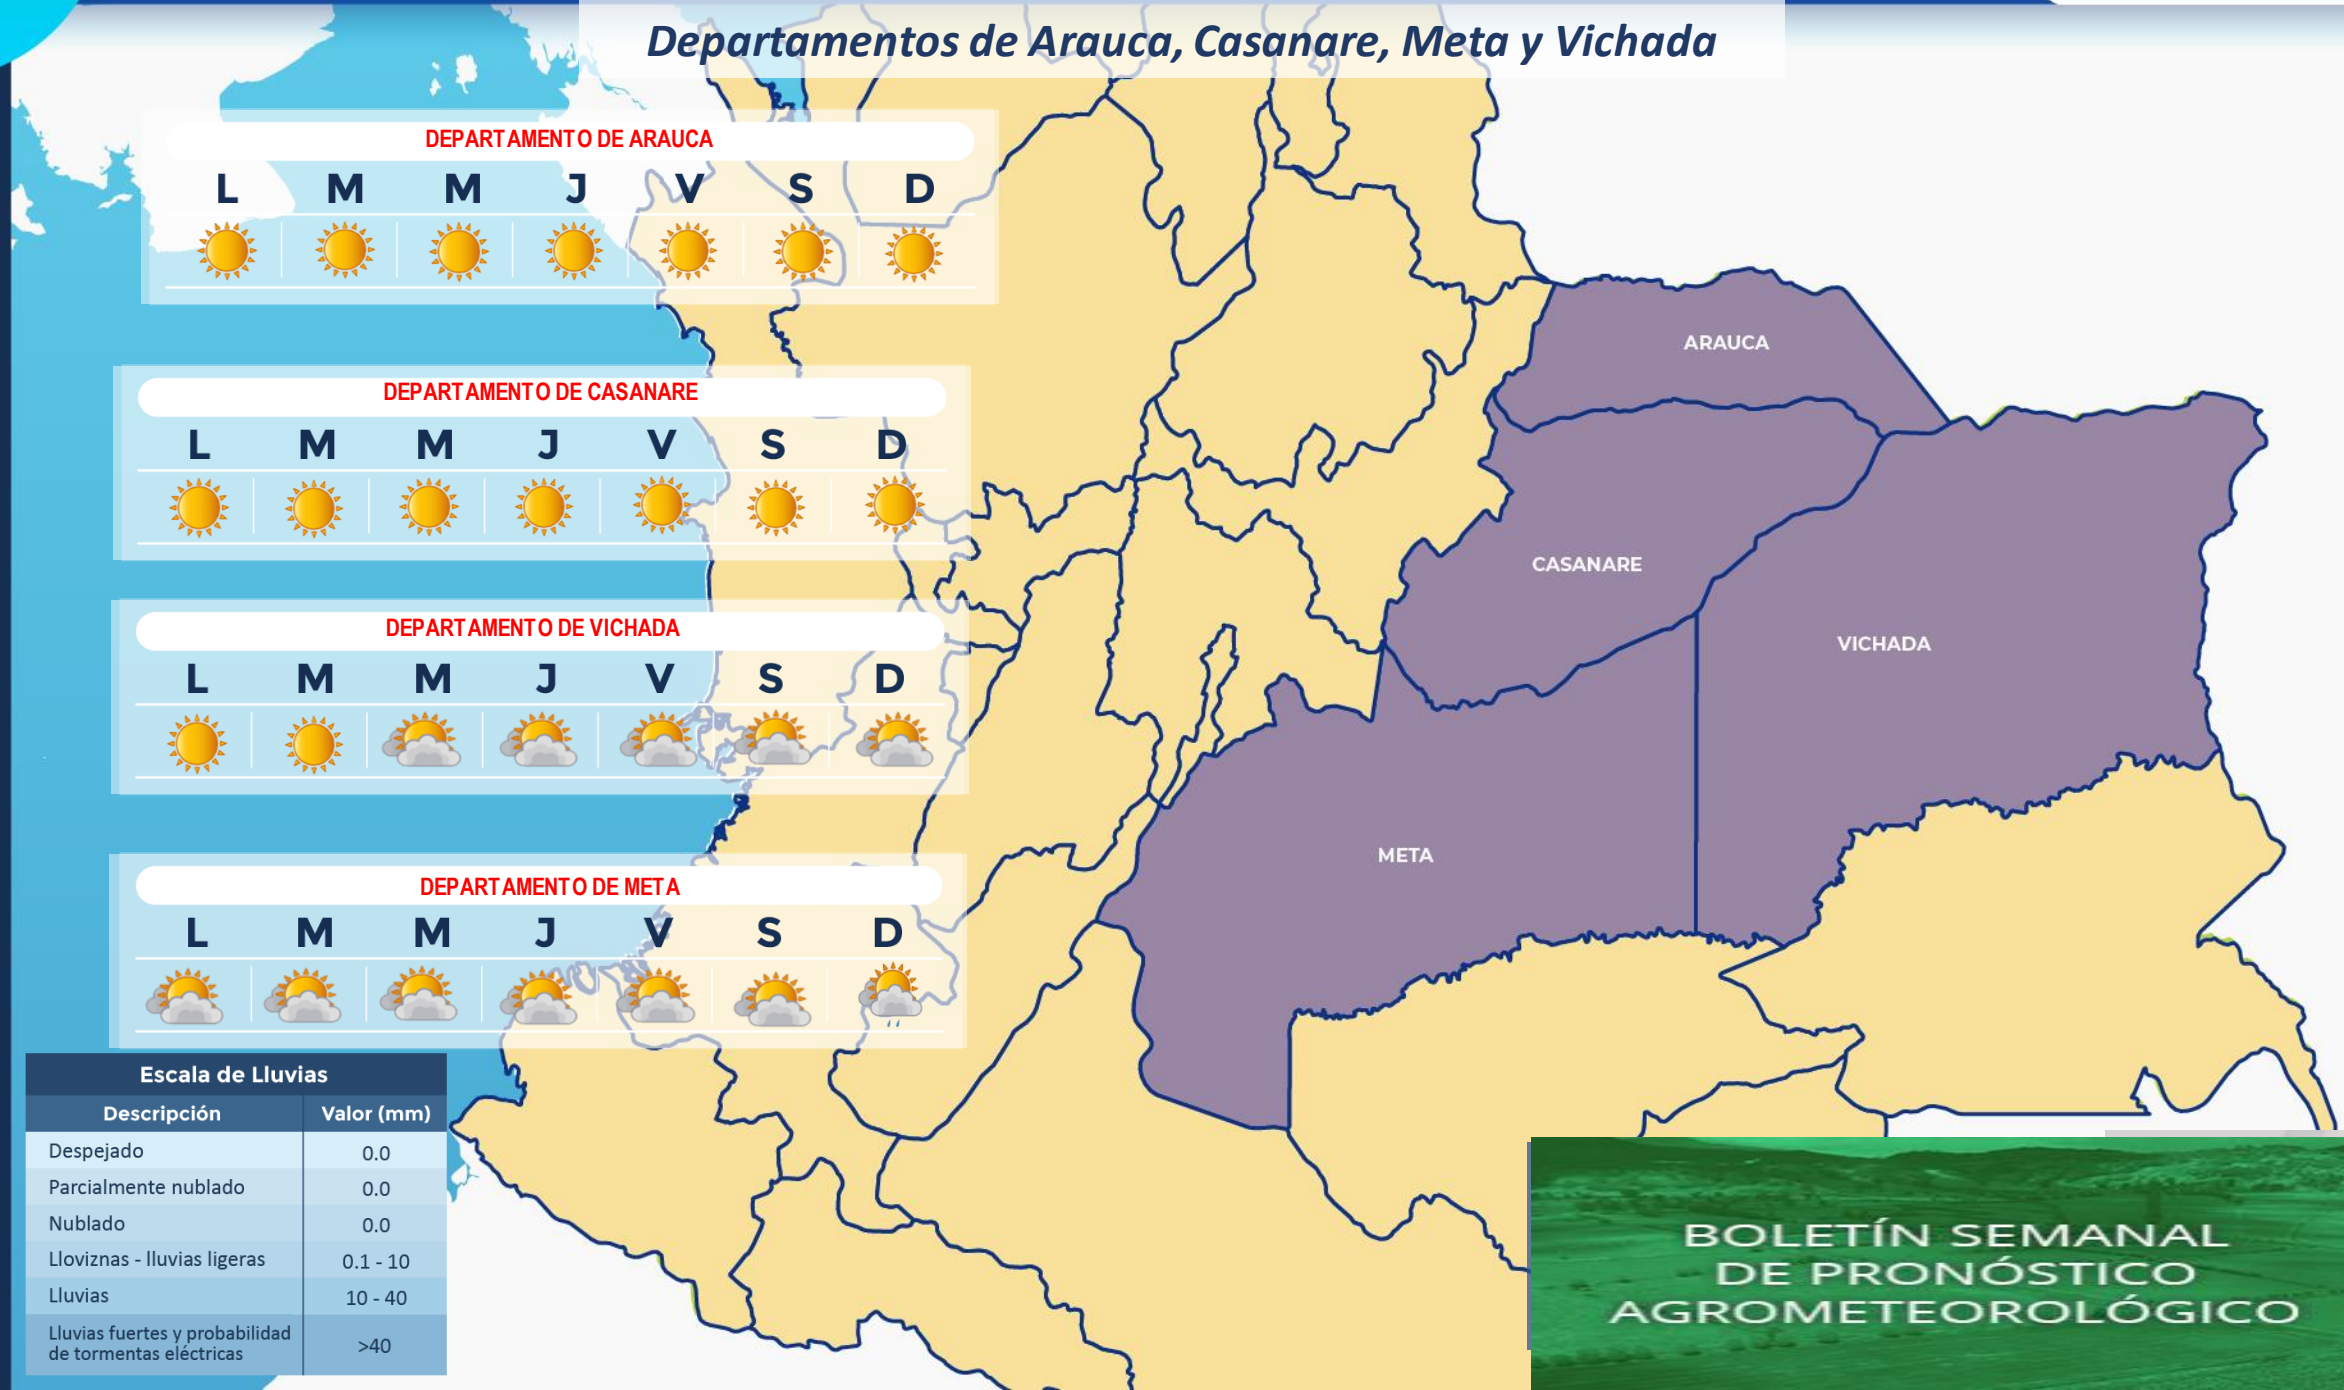 Departamentos de Arauca, Casanare, Meta y Vichada
DEPARTAMENTO DE ARAUCA
L M M J V S D
DEPARTAMENTO DE CASANARE
L M M J V S D
DEPARTAMENTO DE VICHADA
L M M J V S D
DEPARTAMENTO DE META
L M M J V S D
ARAUCA
CASANARE
VICHADA
META
Escala de Lluvias
Descripción Valor (mm)
Despejado 0.0
Parcialmente nublado 0.0
Nublado 0.0
Lloviznas - lluvias ligeras 0.1 - 10
Lluvias 10 - 40
Lluvias fuertes y probabilidad
de tormentas eléctricas >40
BOLETÍN SEMANAL
DE PRONÓSTICO
AGROMETEOROLÓGICO